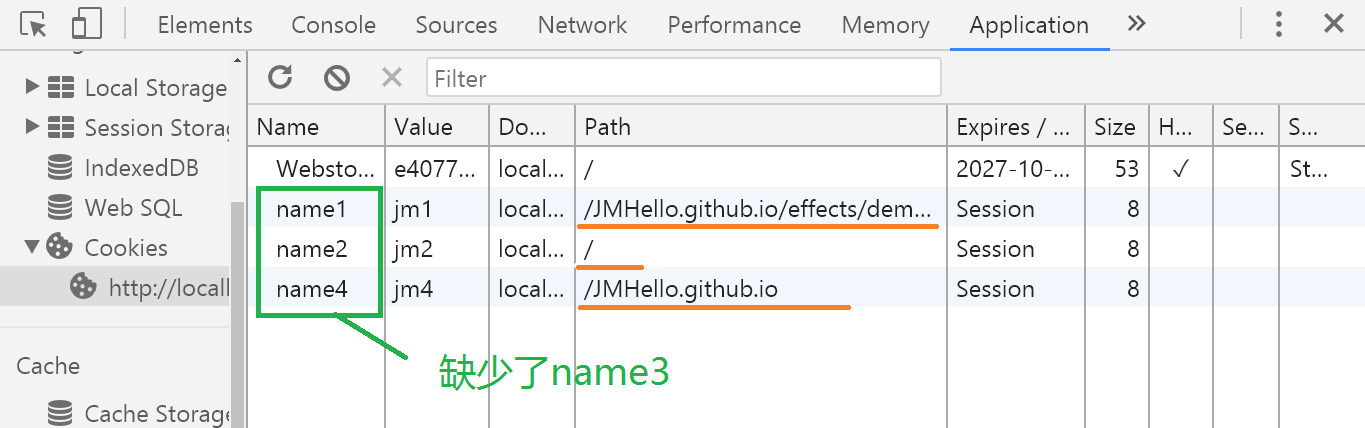 Elements Console Sources Network Performance Memory Application
Filter
Local Storage
Session Storag
IndexedDB
Web SQL
Cookies
http://locall
Cache
Cache Storage
Name Value Do... Path Expires / ... Size H... Se... S...
Websto... e4077... local... / 2027-10-... 53 ✓ St...
name1 jm1 local... /JMHello.github.io/effects/dem... Session 8
name2 jm2 local... / Session 8
name4 jm4 local... /JMHello.github.io Session 8
缺少了name3